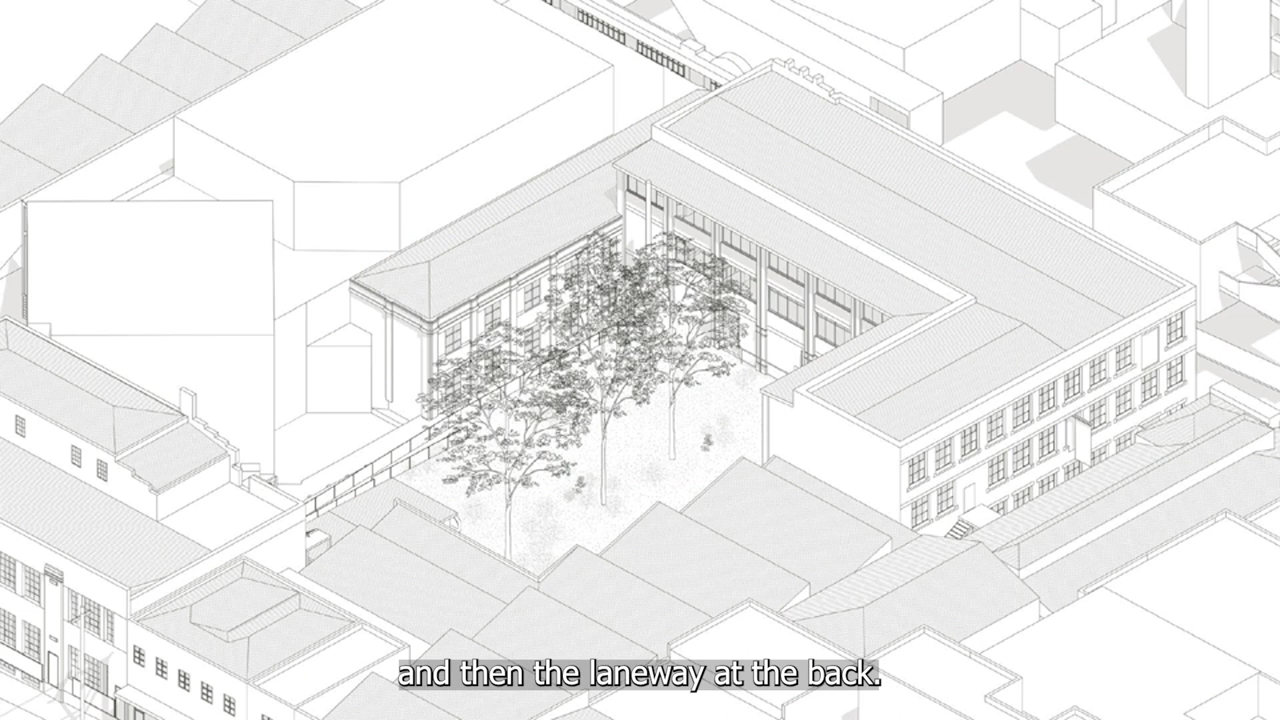 and then the laneway at the back.